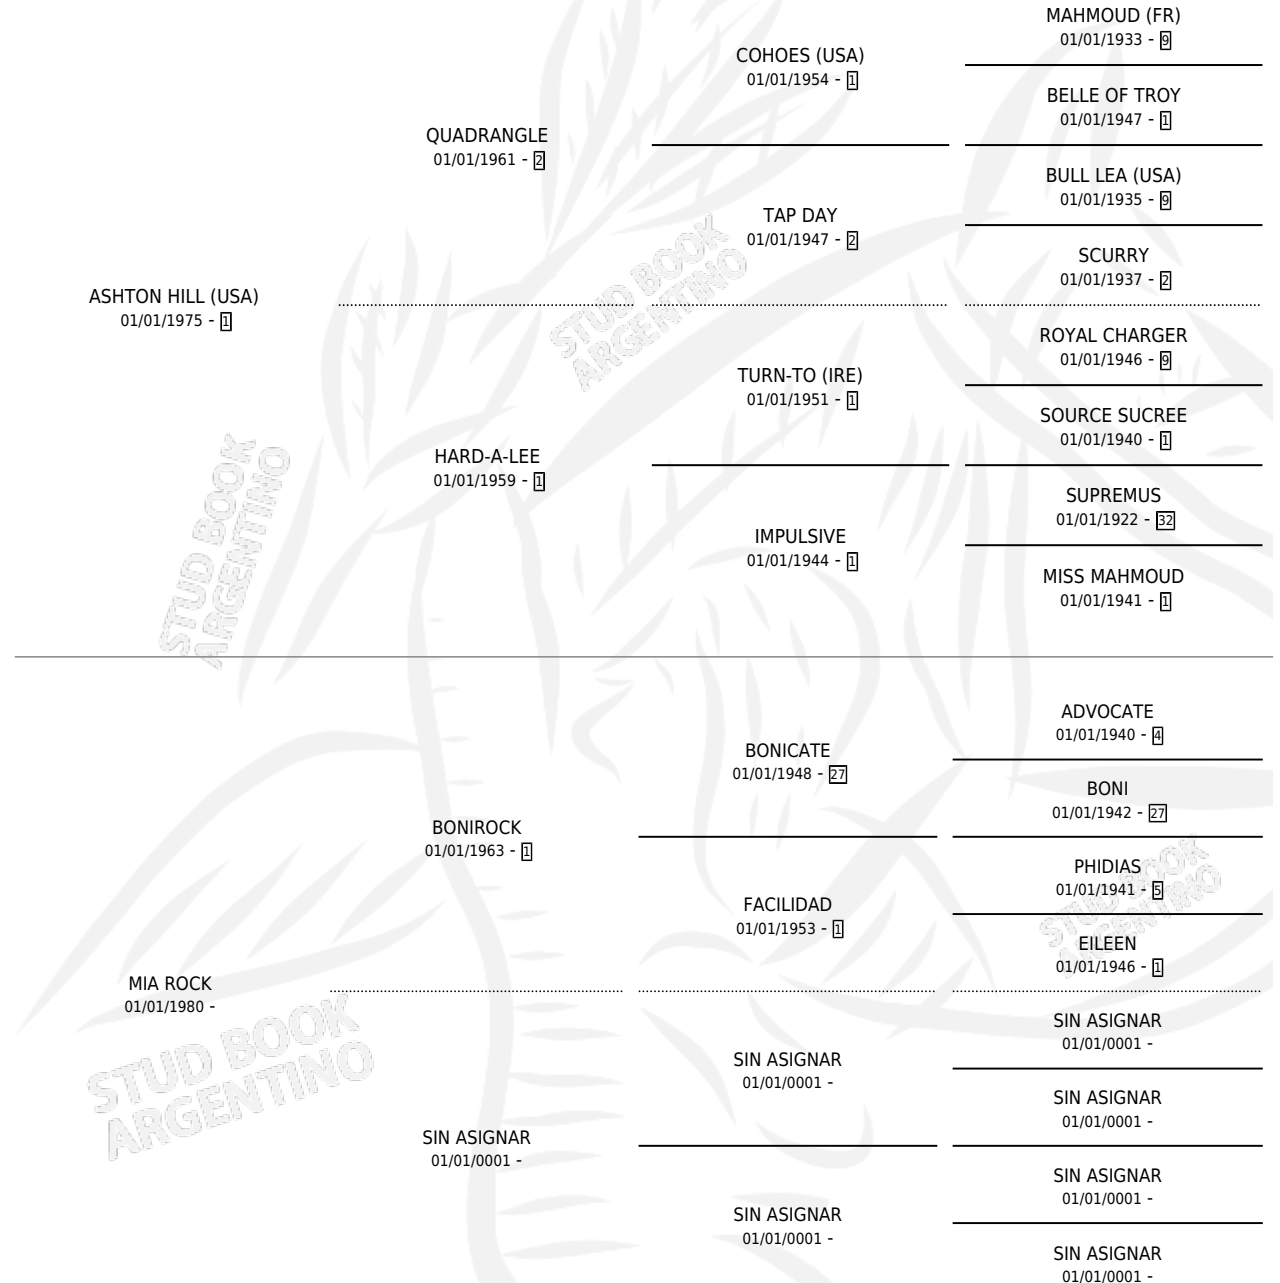 MAHMOUD (FR)
01/01/1933 - 9
COHOES (USA)
01/01/1954 - 1
BELLE OF TROY
01/01/1947 - 1
QUADRANGLE
01/01/1961 - 2
BULL LEA (USA)
01/01/1935 - 9
TAP DAY
01/01/1947 - 2
SCURRY
01/01/1937 - 2
ASHTON HILL (USA)
01/01/1975 - 1
ROYAL CHARGER
01/01/1946 - 9
TURN-TO (IRE)
01/01/1951 - 1
SOURCE SUCREE
01/01/1940 - 1
HARD-A-LEE
01/01/1959 - 1
SUPREMUS
01/01/1922 - 32
IMPULSIVE
01/01/1944 - 1
MISS MAHMOUD
01/01/1941 - 1
ADVOCATE
01/01/1940 - 4
BONICATE
01/01/1948 - 27
BONI
01/01/1942 - 27
BONIROCK
01/01/1963 - 1
PHIDIAS
01/01/1941 - 5
FACILIDAD
01/01/1953 - 1
EILEEN
01/01/1946 - 1
MIA ROCK
01/01/1980 -
SIN ASIGNAR
01/01/0001 -
SIN ASIGNAR
01/01/0001 -
SIN ASIGNAR
01/01/0001 -
SIN ASIGNAR
01/01/0001 -
SIN ASIGNAR
01/01/0001 -
SIN ASIGNAR
01/01/0001 -
SIN ASIGNAR
01/01/0001 -
STUD BOOK
ARGENTINO
STUD BOOK
ARGENTINO
STUD BOOK
ARGENTINO
STUD BOOK
ARGENTINO